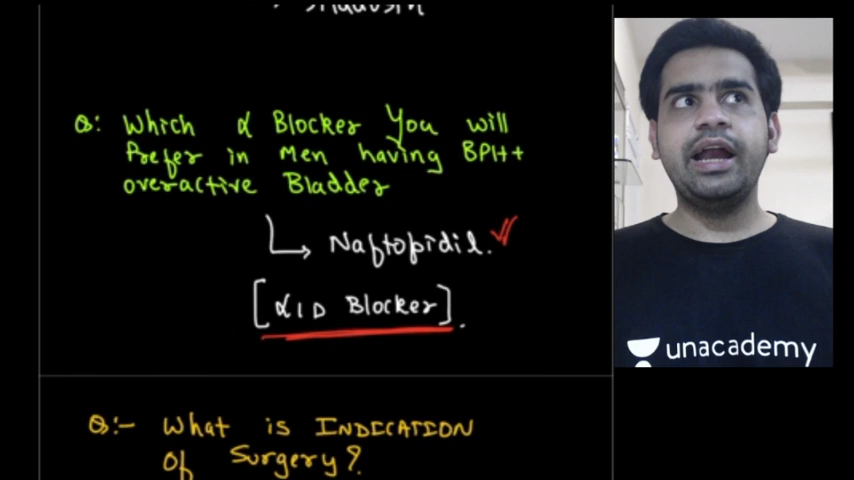 Q: Which α Blocker You will
Prefer in Men having BPH+
overactive Bladder
Naftopidil.
[α1D Blocker].
Q:- What is INDICATION
Of Surgery?
unacademy